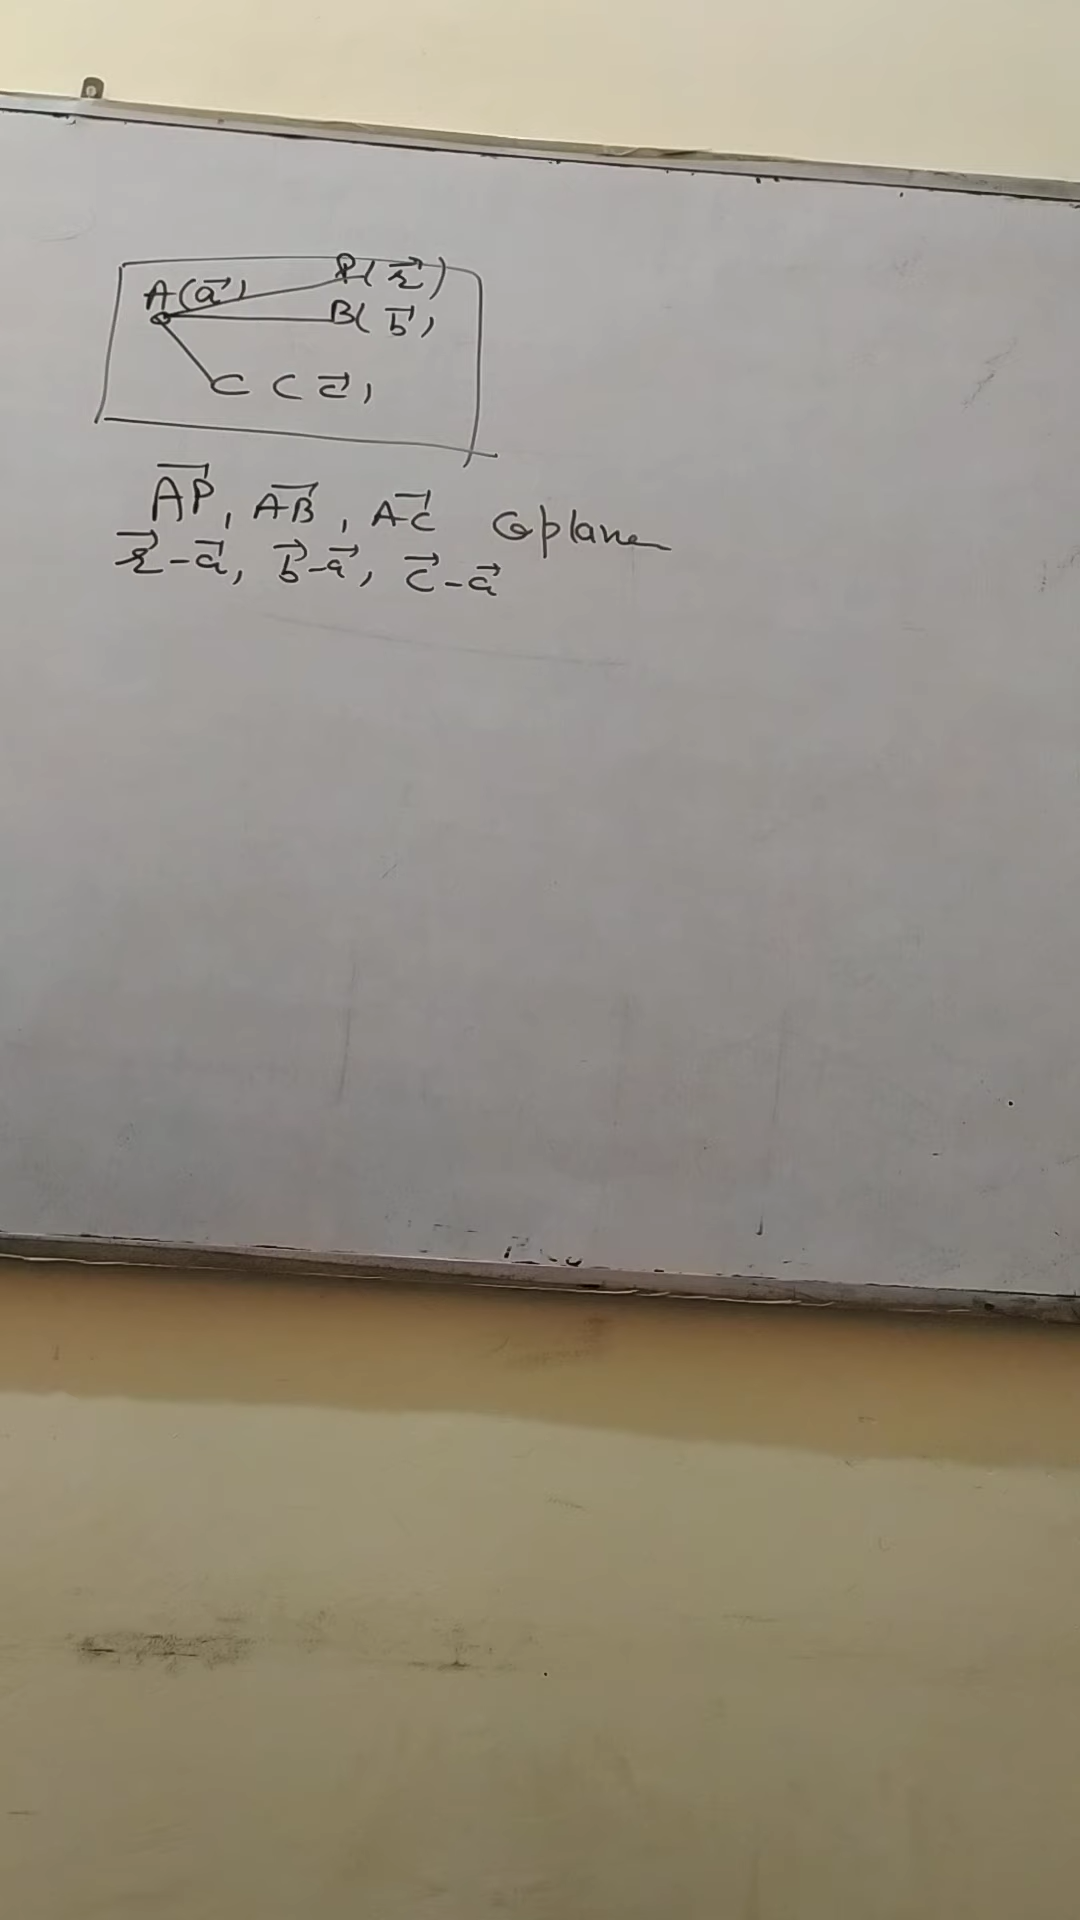 A(a⃗) P(r⃗)
B(b⃗)
C(c⃗)
AP⃗, AB⃗, AC⃗ Coplanar
r⃗-a⃗, b⃗-a⃗, c⃗-a⃗